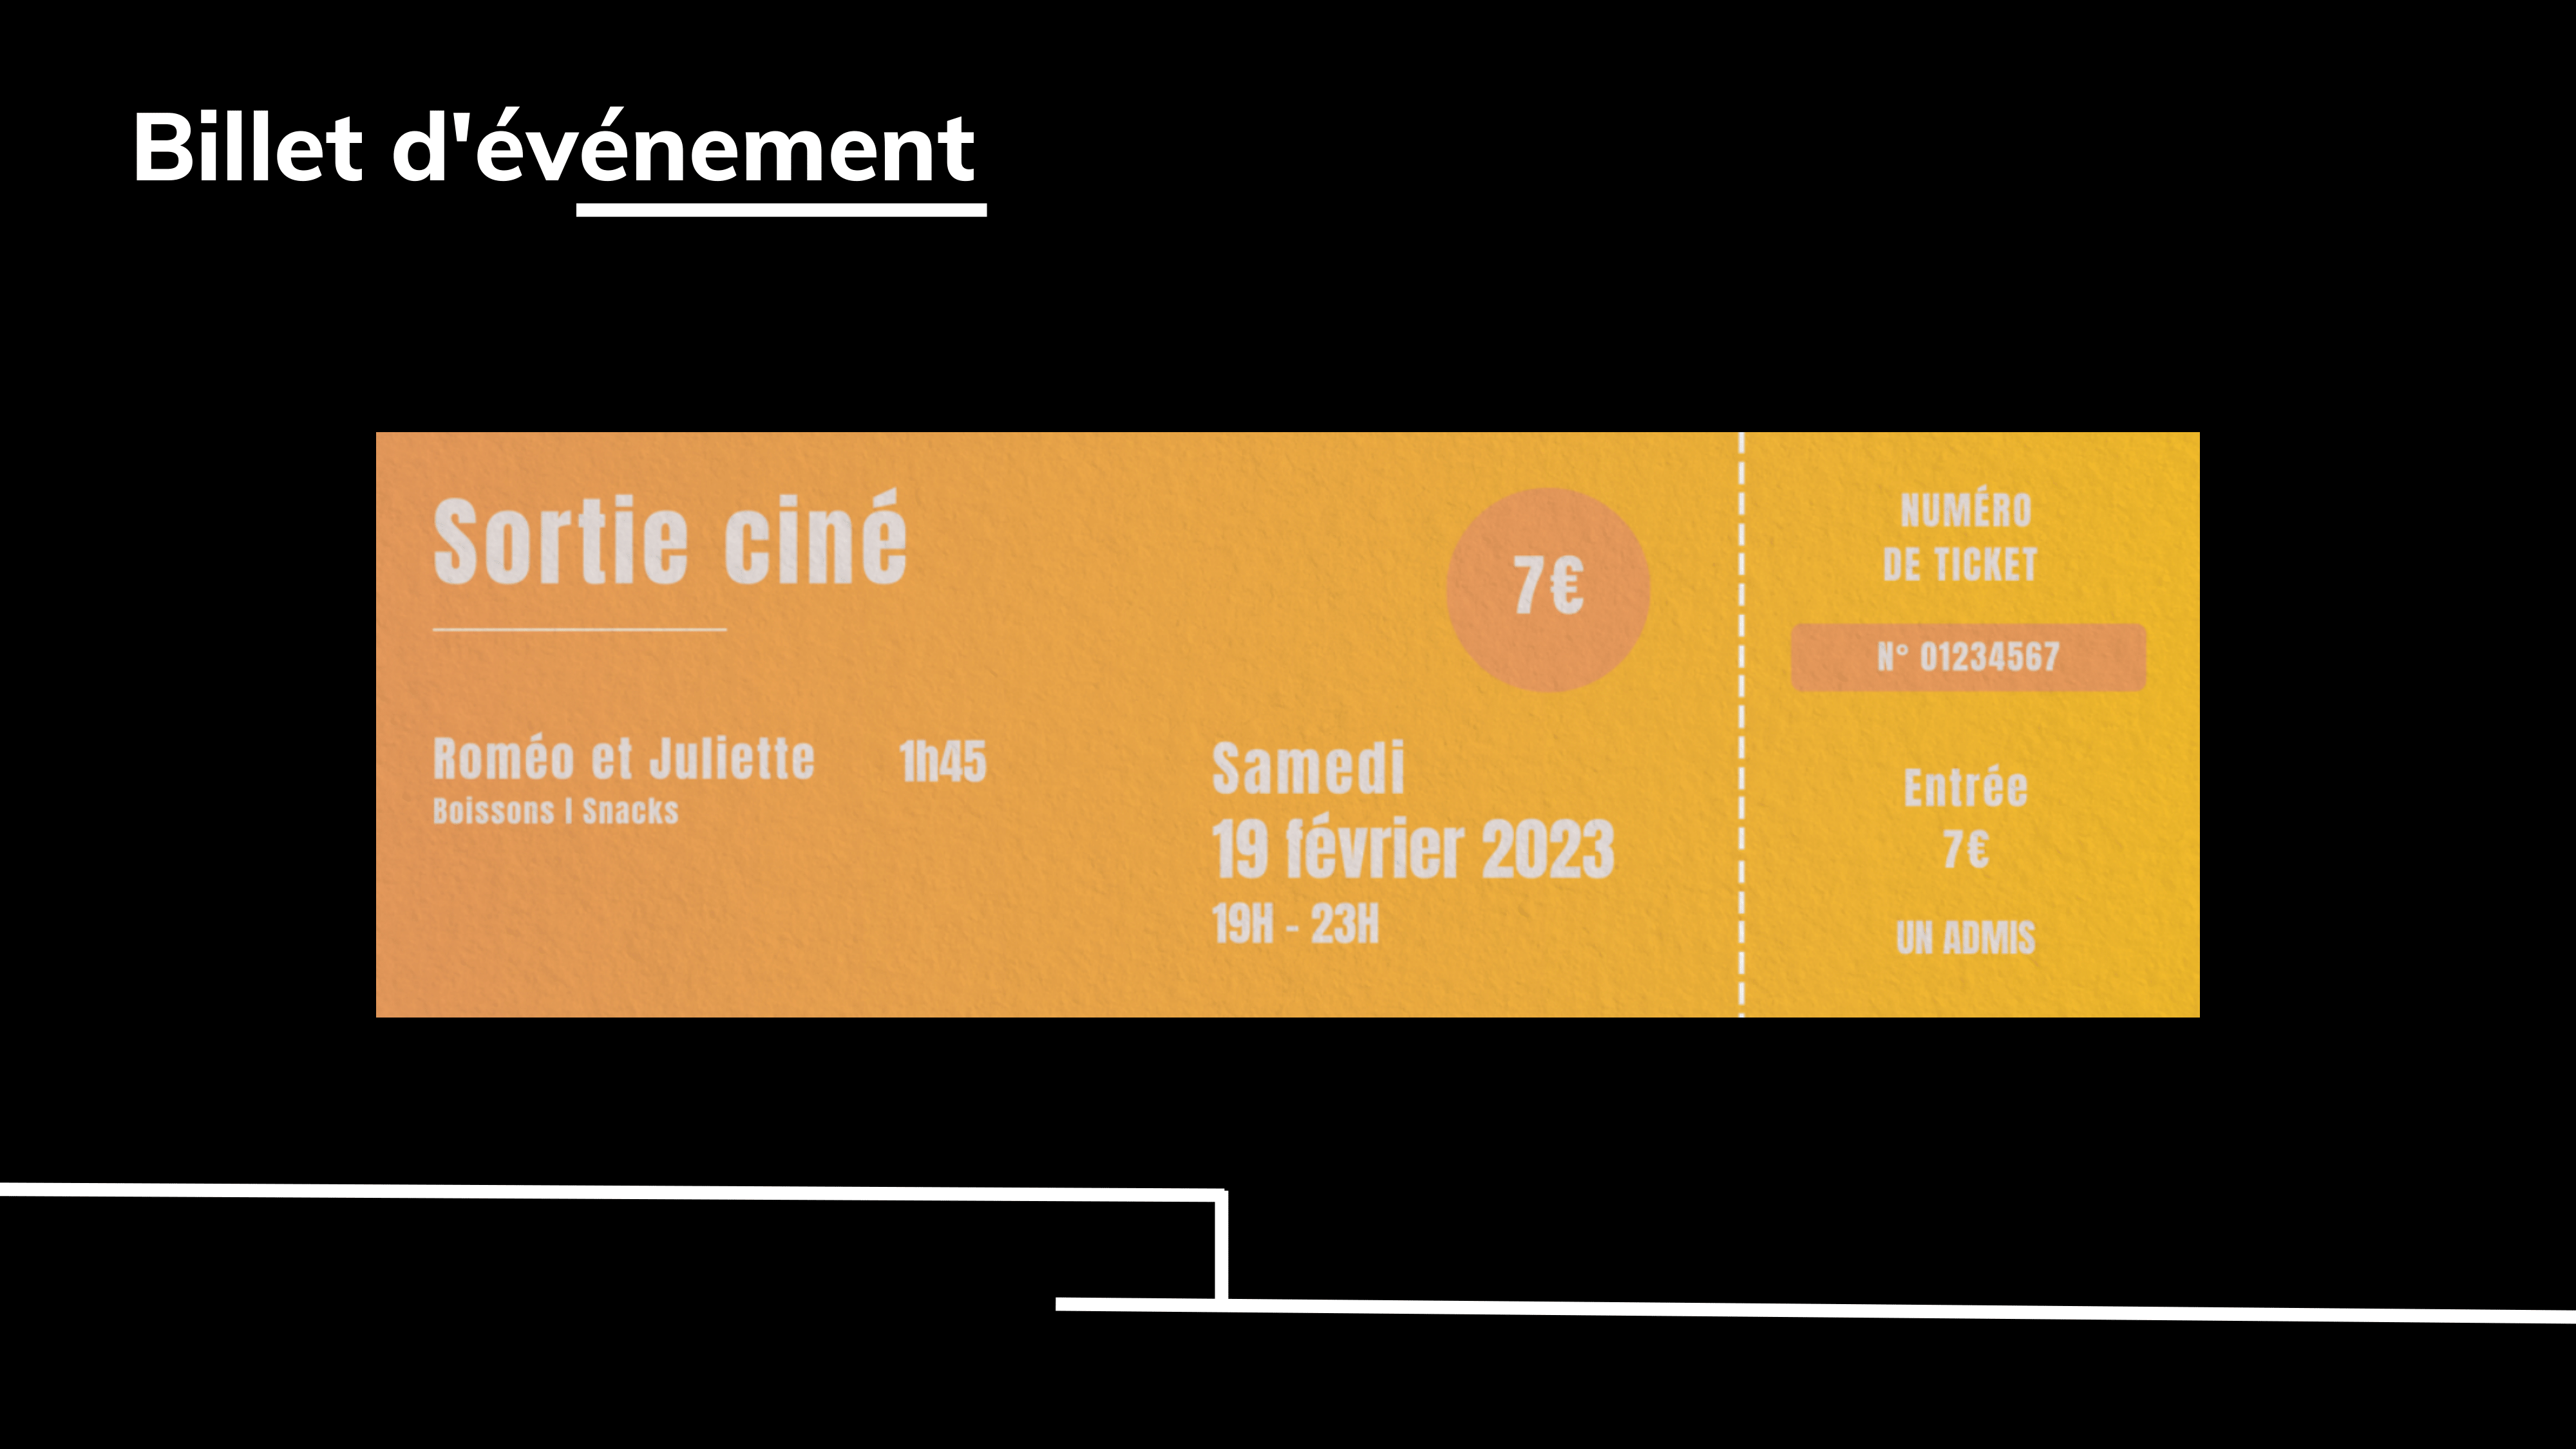 Billet d'événement
Sortie ciné
7€
Roméo et Juliette 1h45
Boissons | Snacks
Samedi
19 février 2023
19H - 23H
NUMÉRO
DE TICKET
N° 01234567
Entrée
7€
UN ADMIS